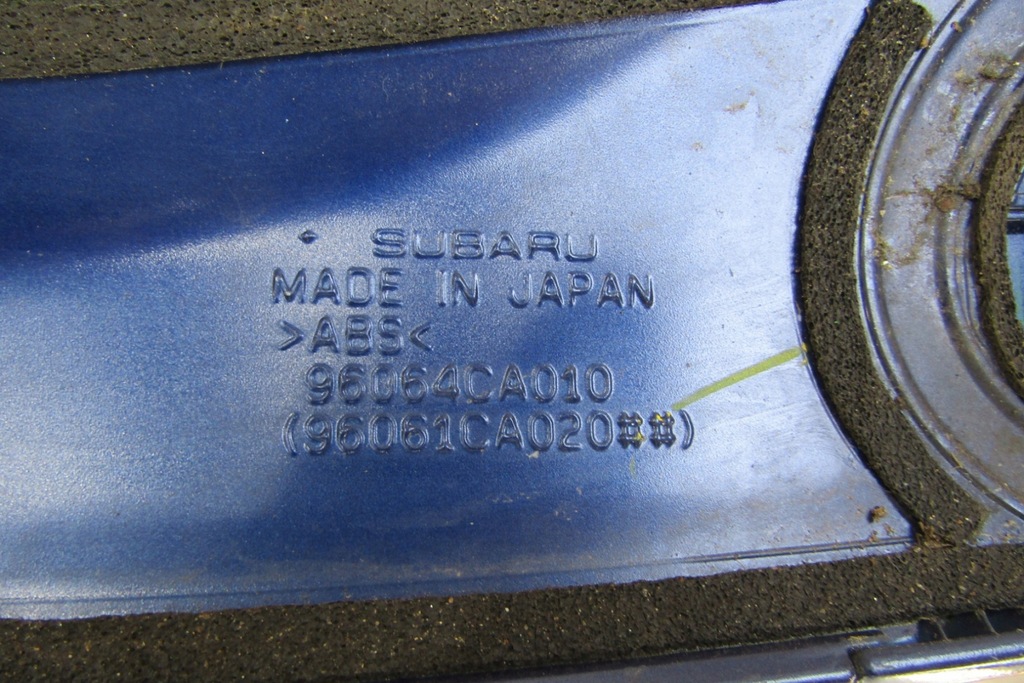 SUBARU
MADE IN JAPAN
>ABS<
96064CA010
(96061CA020##)